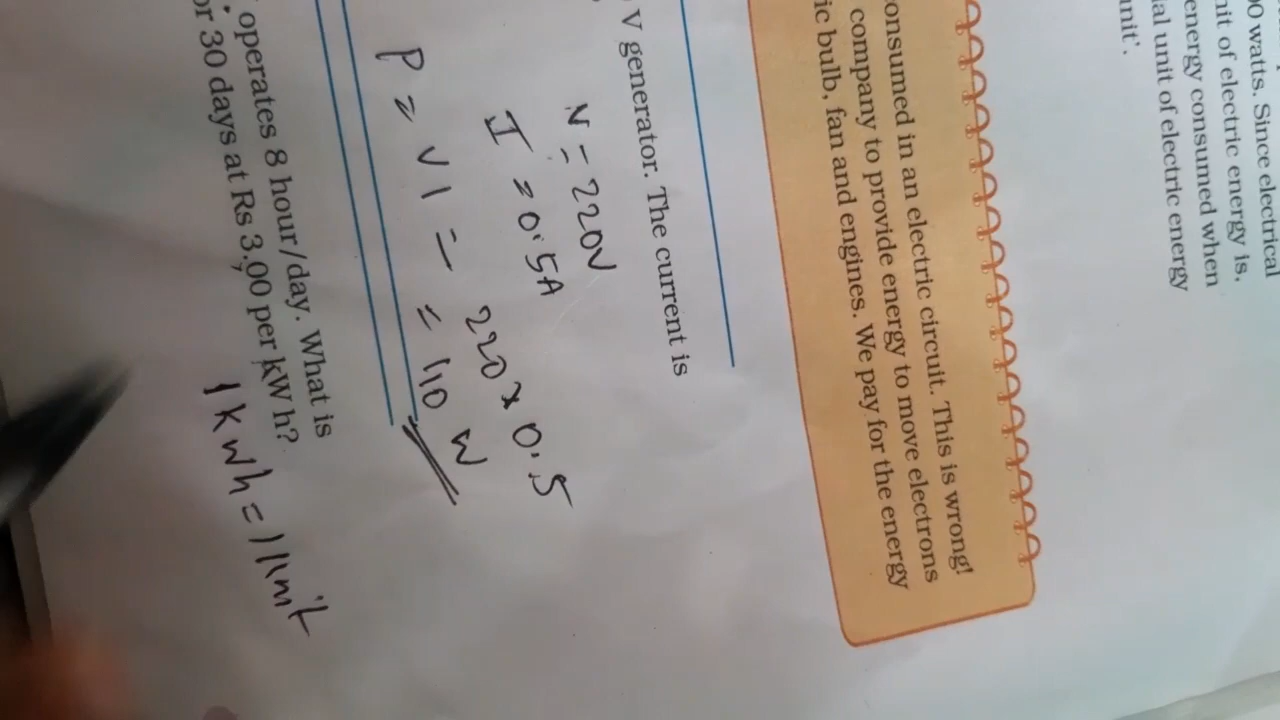 00 watts. Since electrical
nit of electric energy is.
energy consumed when
ial unit of electric energy
unit'.
onsumed in an electric circuit. This is wrong!
company to provide energy to move electrons
ic bulb, fan and engines. We pay for the energy
V generator. The current is
V = 220V
I = 0.5A
P = VI = 220 x 0.5
= 110 W
operates 8 hour/day. What is
or 30 days at Rs 3.00 per kW h?
1 kwh = 1 unit